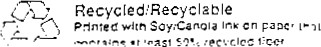 Recycled/Recyclable
Printed with Soy/Canola Ink on paper that
contains at least 50% recycled fiber